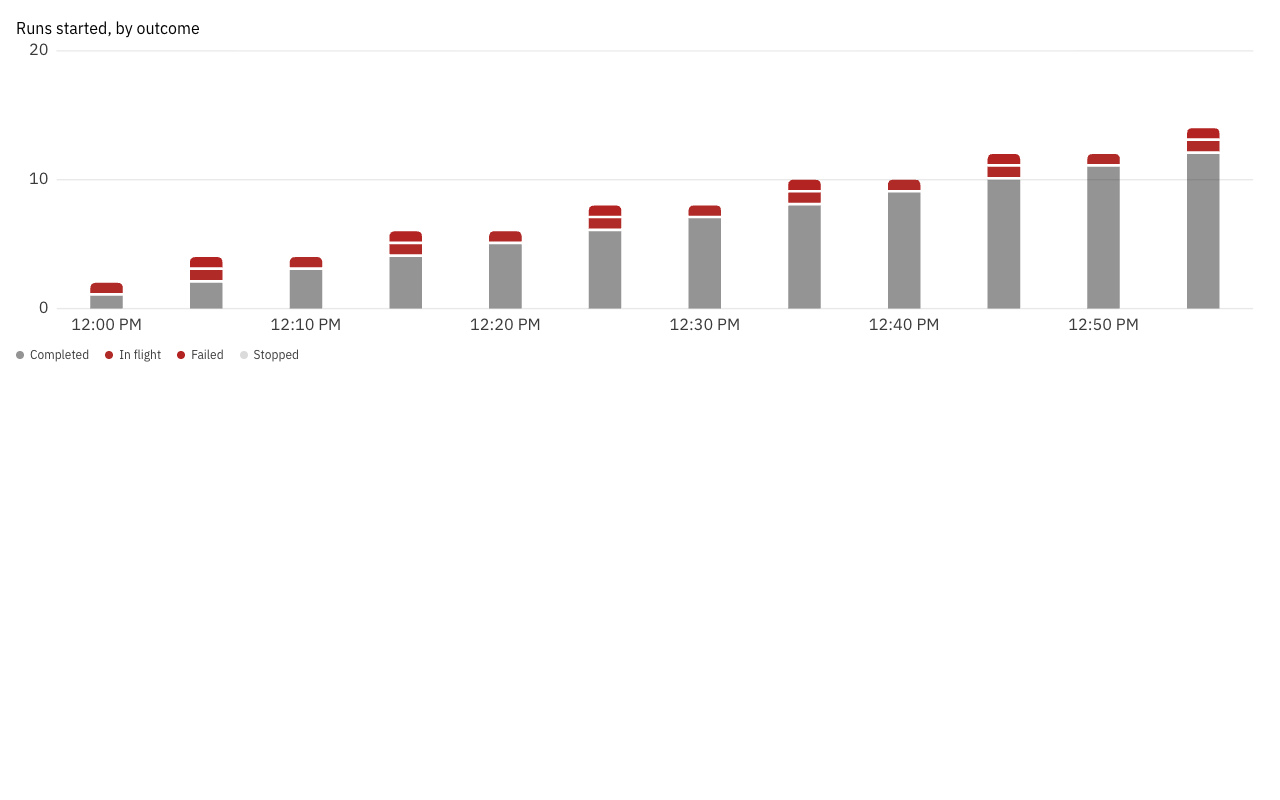 Runs started, by outcome
20
10
0
12:00 PM 12:10 PM 12:20 PM 12:30 PM 12:40 PM 12:50 PM
Completed In flight Failed Stopped